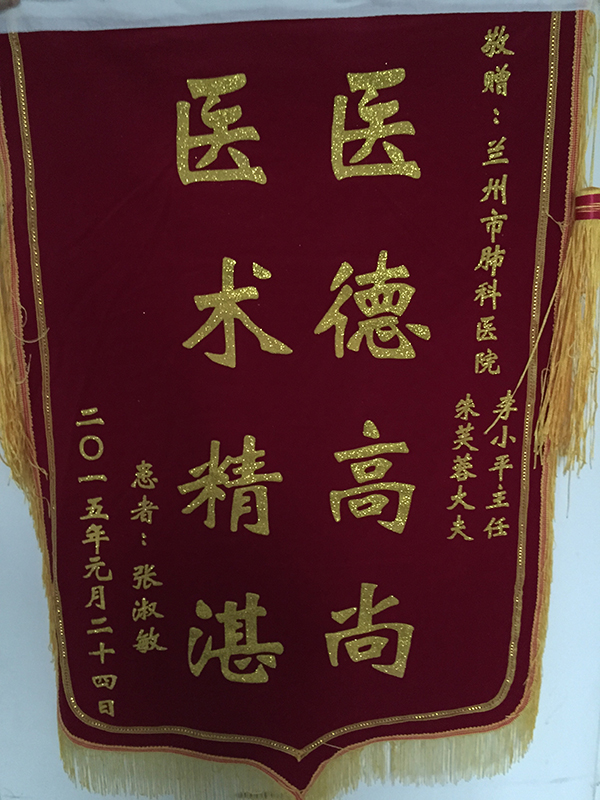 敬赠：兰州市肺科医院
李小平主任
朱芙蓉大夫
医德高尚
医术精湛
患者：张淑敏
二〇一五年元月二十四日